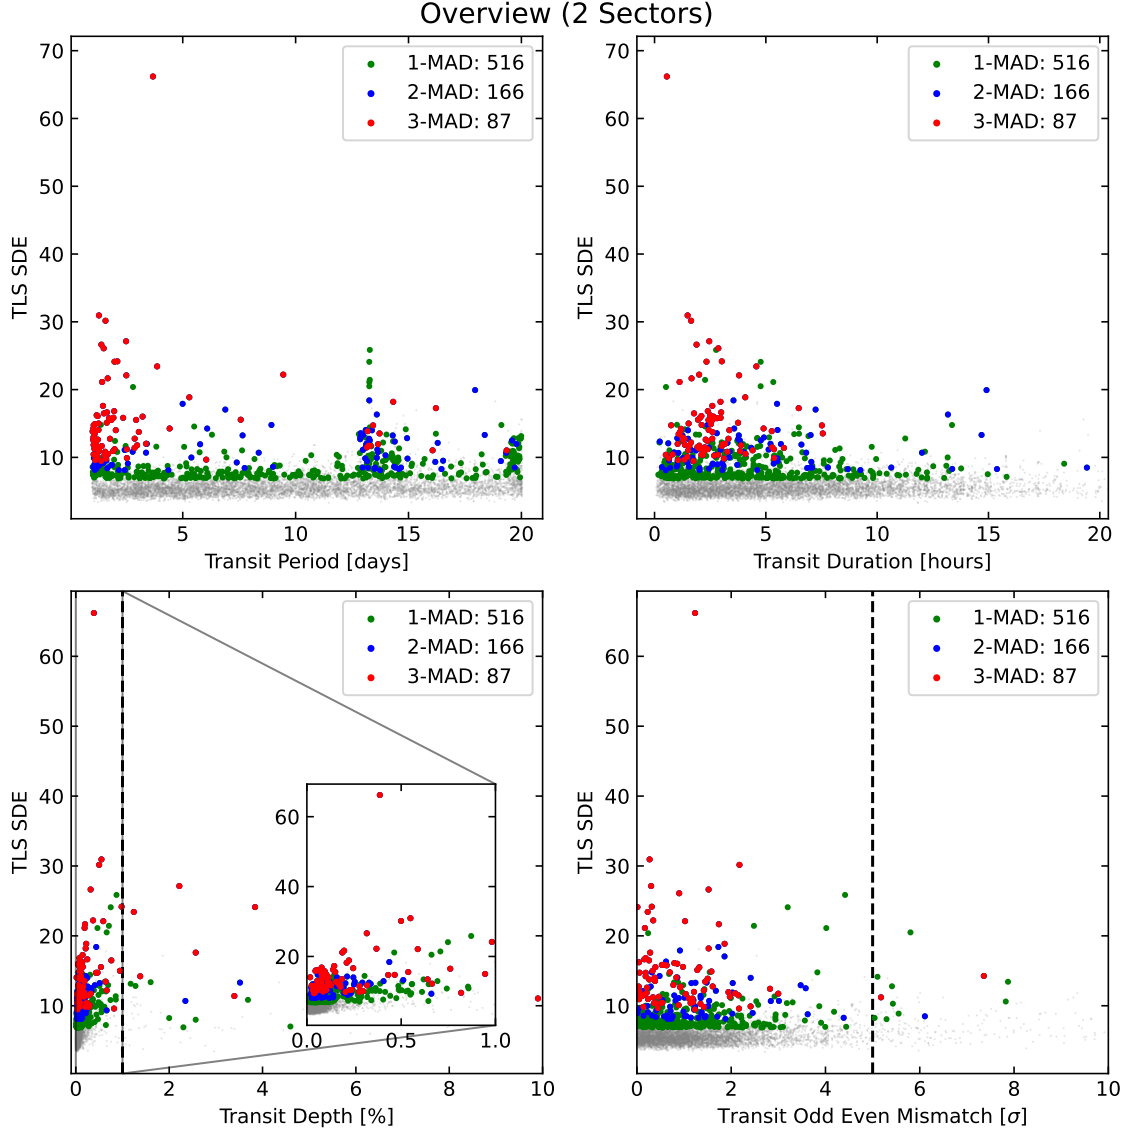 Overview (2 Sectors)
70
60
50
40
30
20
10
TLS SDE
1-MAD: 516
2-MAD: 166
3-MAD: 87
5
10
15
20
Transit Period [days]
70
60
50
40
30
20
10
TLS SDE
1-MAD: 516
2-MAD: 166
3-MAD: 87
0
5
10
15
20
Transit Duration [hours]
60
50
40
30
20
10
TLS SDE
1-MAD: 516
2-MAD: 166
3-MAD: 87
60
40
20
0.0
0.5
1.0
0
2
4
6
8
10
Transit Depth [%]
60
50
40
30
20
10
TLS SDE
1-MAD: 516
2-MAD: 166
3-MAD: 87
0
2
4
6
8
10
Transit Odd Even Mismatch [σ]